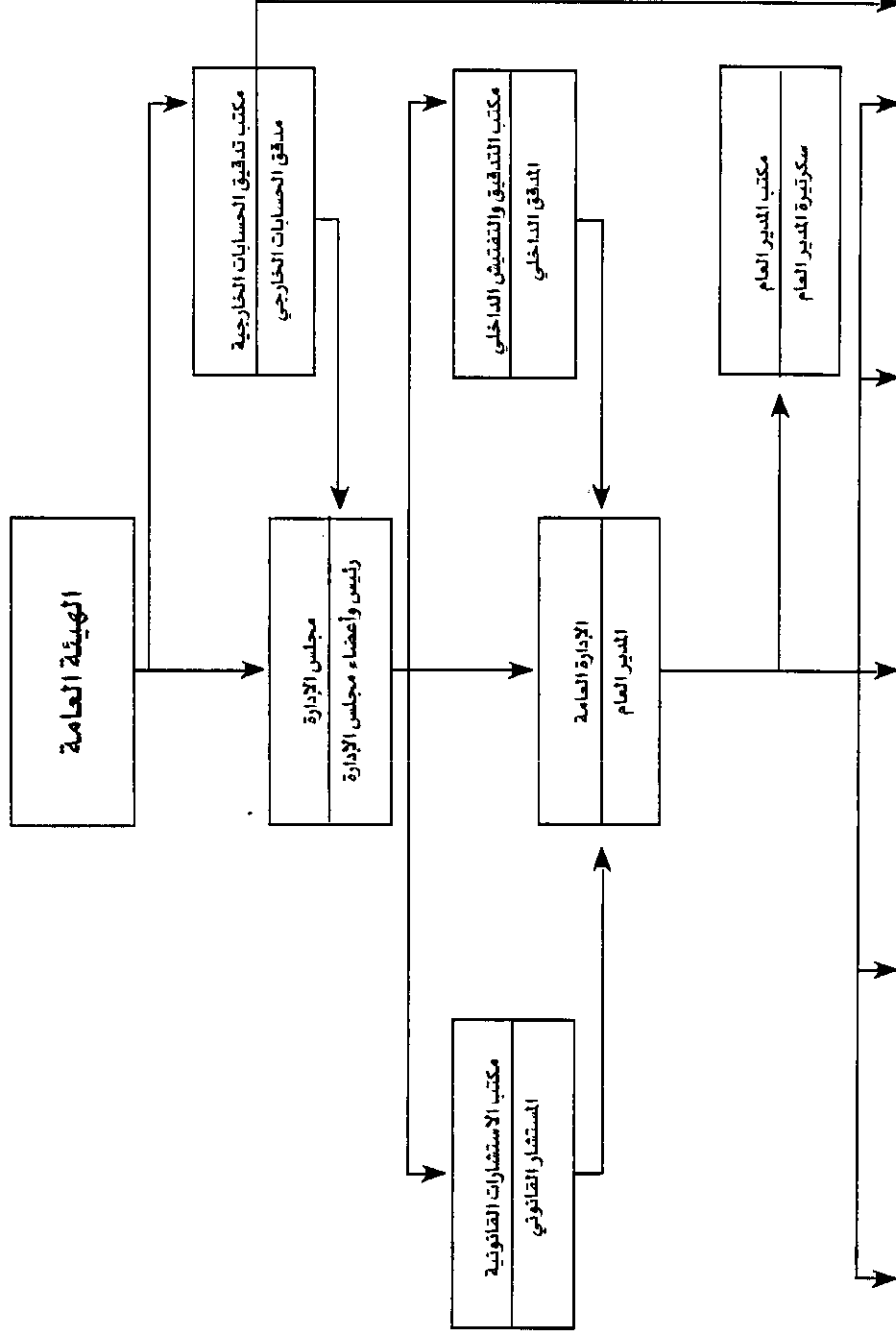 الهيئة العامة
مكتب تدقيق الحسابات الخارجية
مدقق الحسابات الخارجي
مجلس الإدارة
رئيس وأعضاء مجلس الإدارة
مكتب التدقيق والتفتيش الداخلي
المدقق الداخلي
مكتب الاستشارات القانونية
المستشار القانوني
الإدارة العامة
المدير العام
مكتب المدير العام
سكرتيرة المدير العام